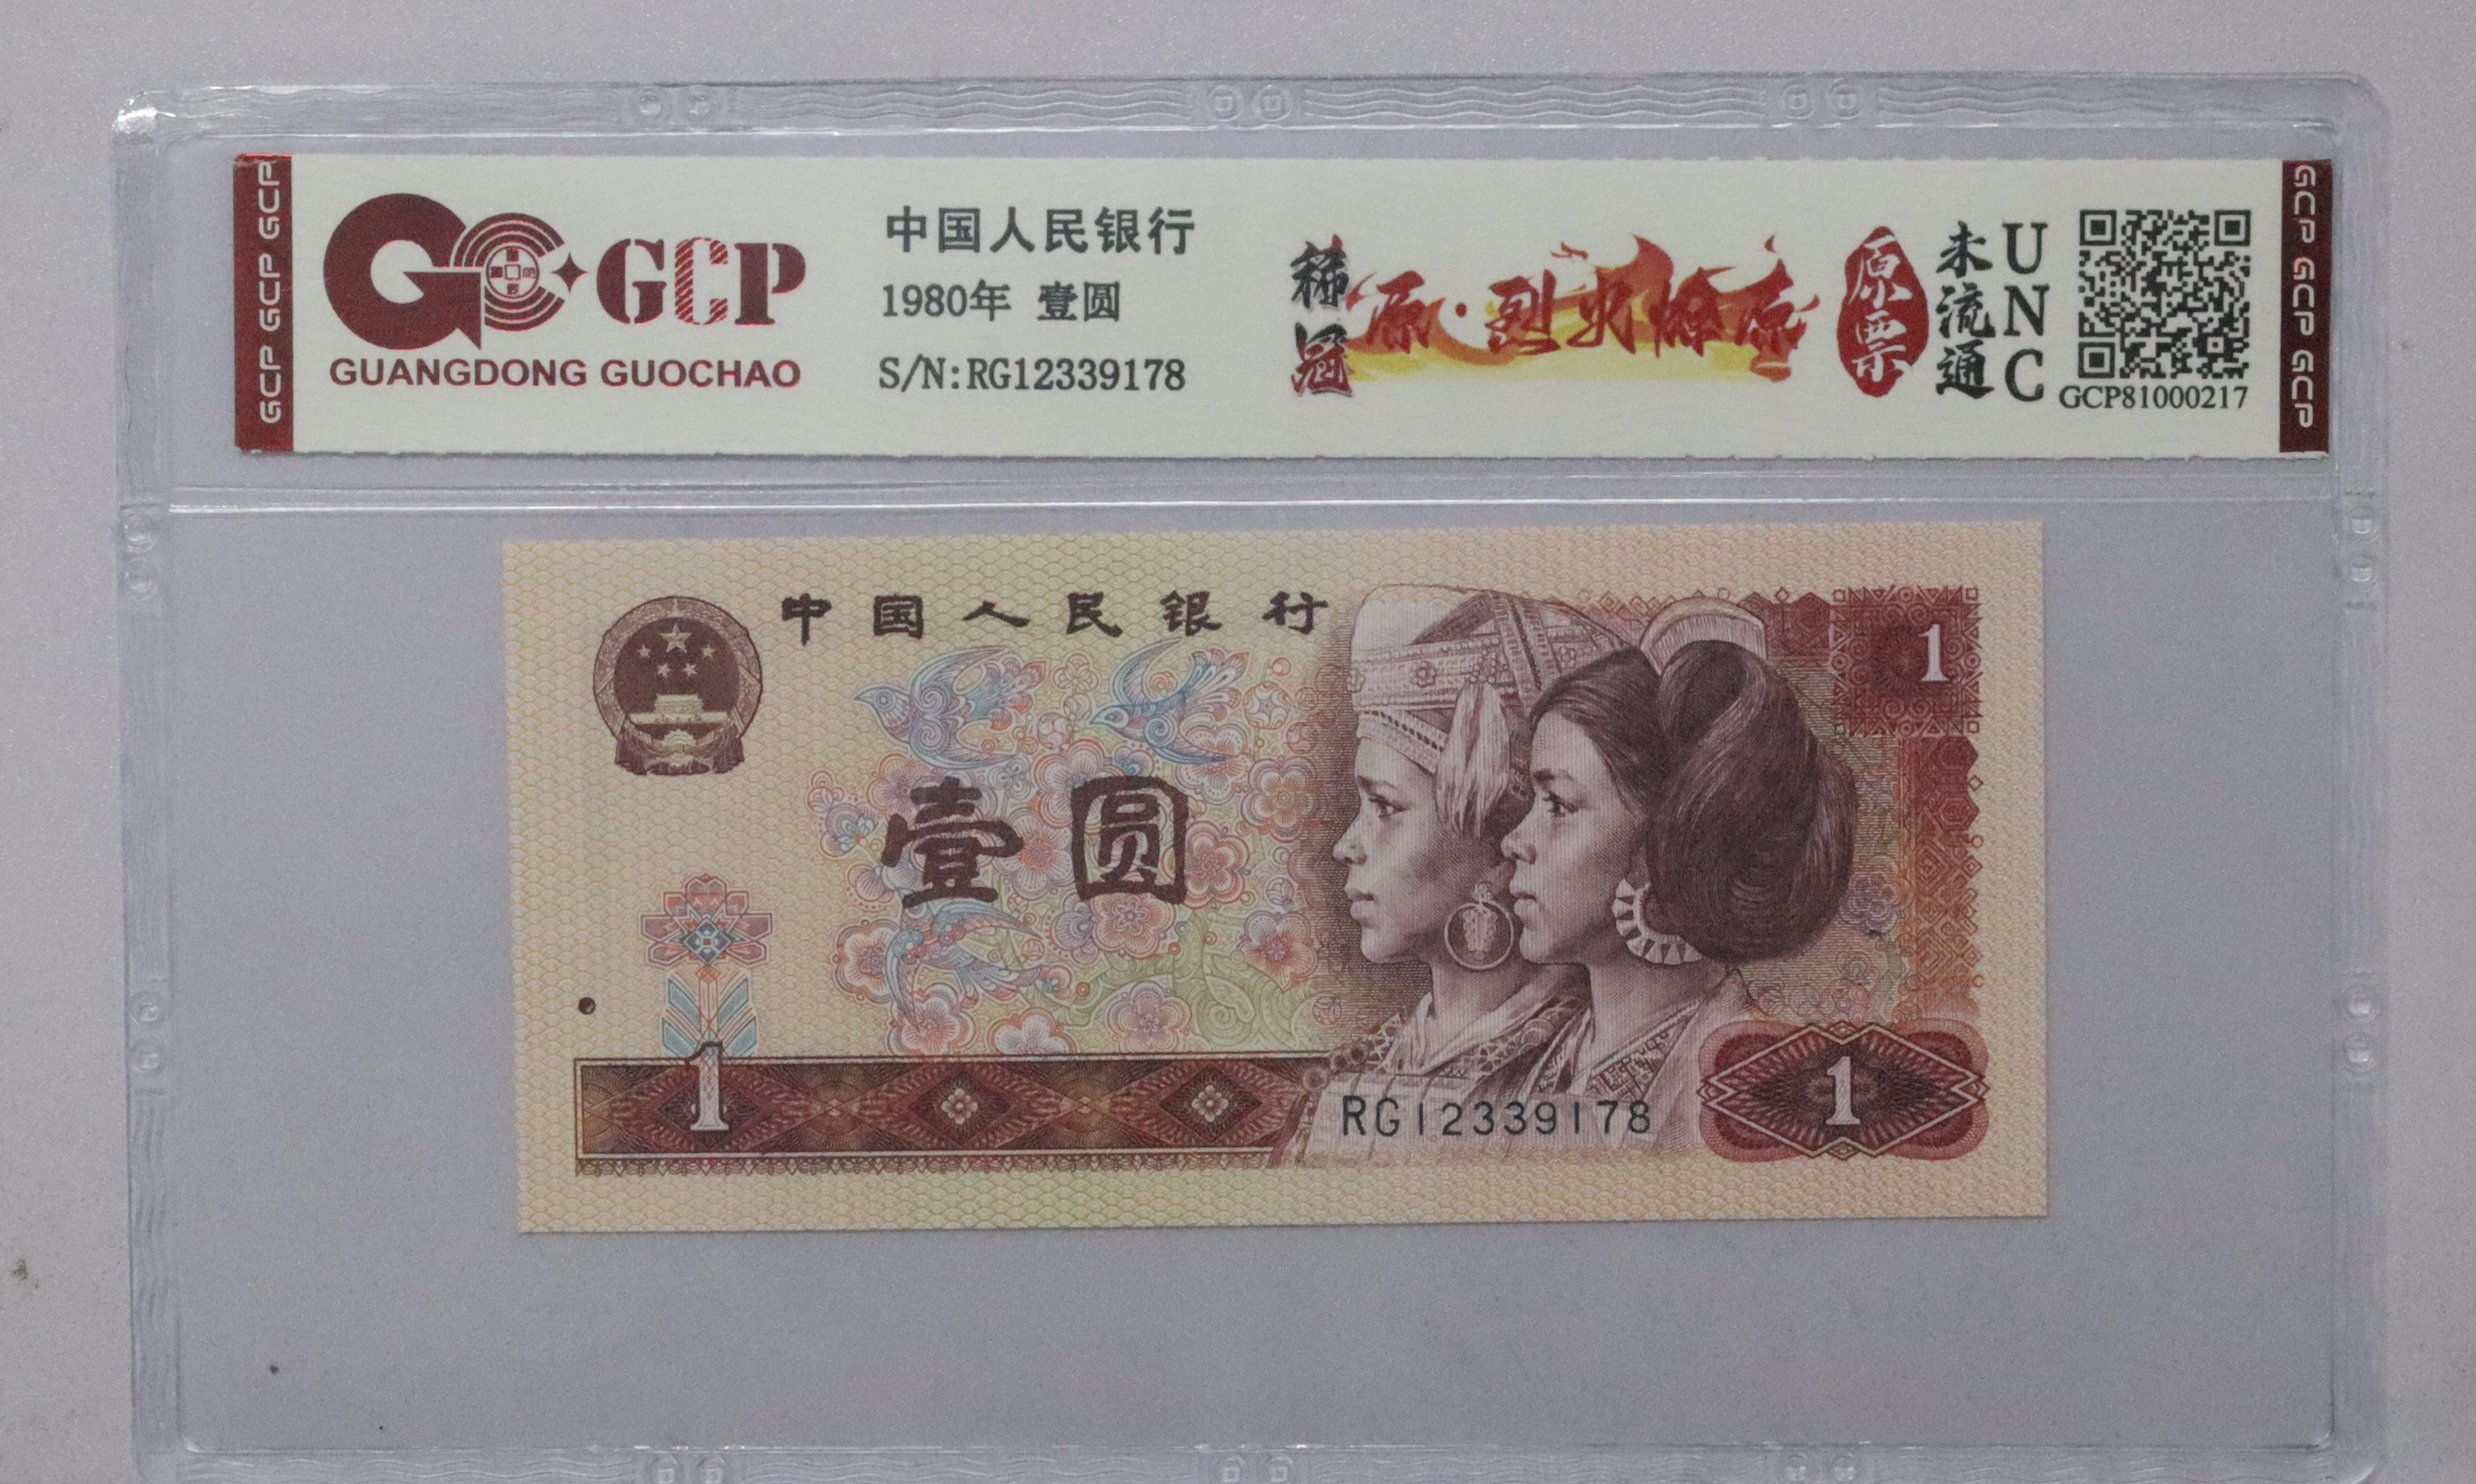 GCP GCP GCP
GCP
GUANGDONG GUOCHAO
中国人民银行
1980年 壹圆
S/N:RG12339178
稀冠
原·烈火燎原
原票
未流通
UNC
GCP81000217
GCP GCP GCP
中国人民银行
1
壹圆
1
RG12339178
1